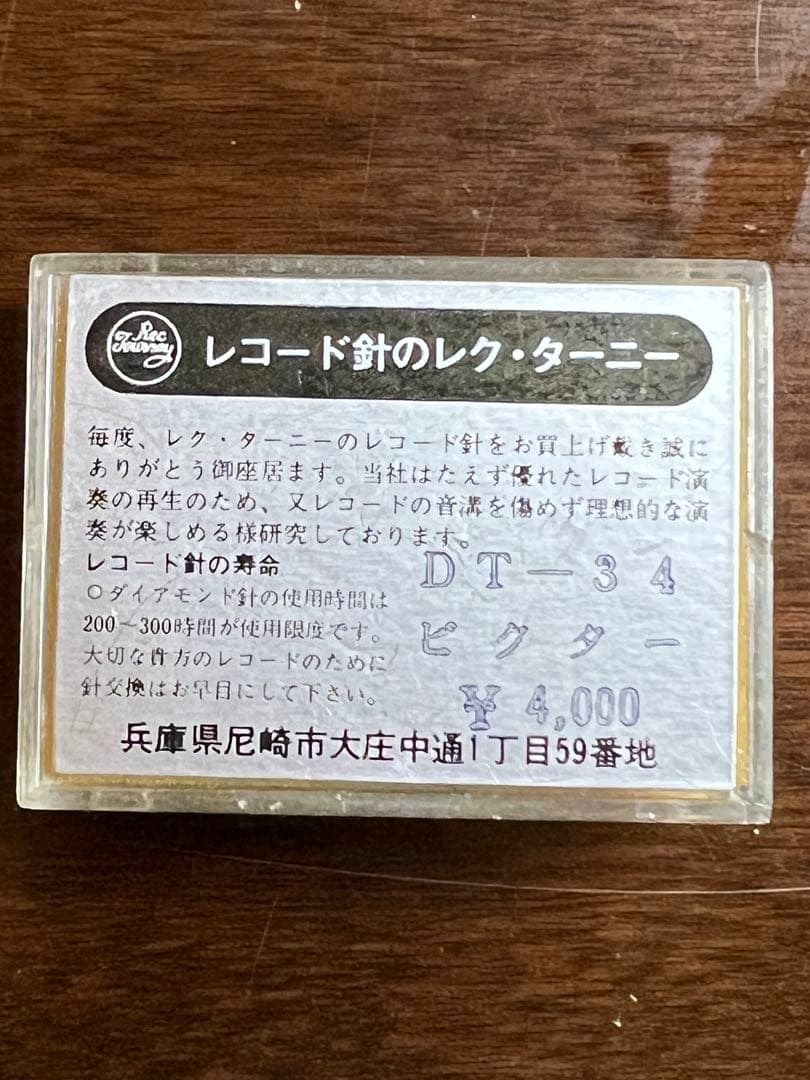 Rec
レコード針のレク・ターニー
毎度、レク・ターニーのレコード針をお買上げ戴き誠に
ありがとう御座居ます。当社はたえず優れたレコード演
奏の再生のため、又レコードの音溝を傷めず理想的な演
奏が楽しめる様研究しております。
レコード針の寿命
○ダイアモンド針の使用時間は
200〜300時間が使用限度です。
大切な貴方のレコードのために
針交換はお早目にして下さい。
DT-34
ビクター
¥4,000
兵庫県尼崎市大庄中通1丁目59番地